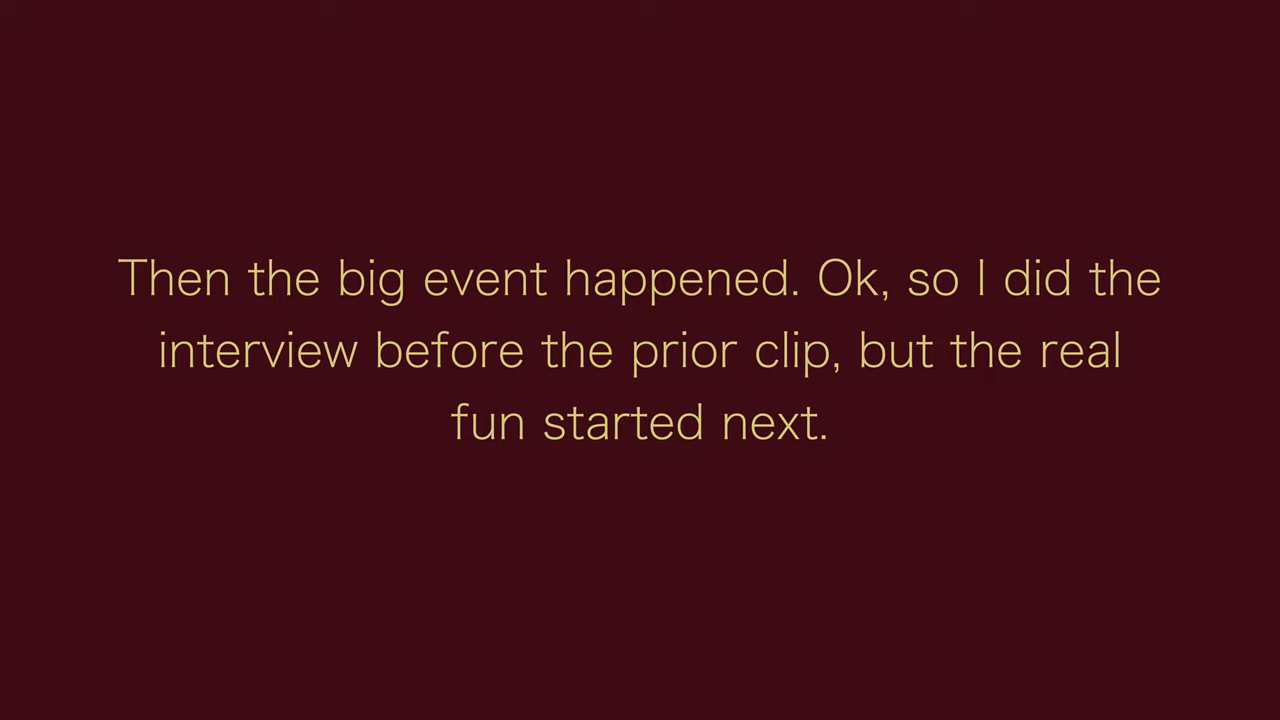 Then the big event happened. Ok, so I did the
interview before the prior clip, but the real
fun started next.